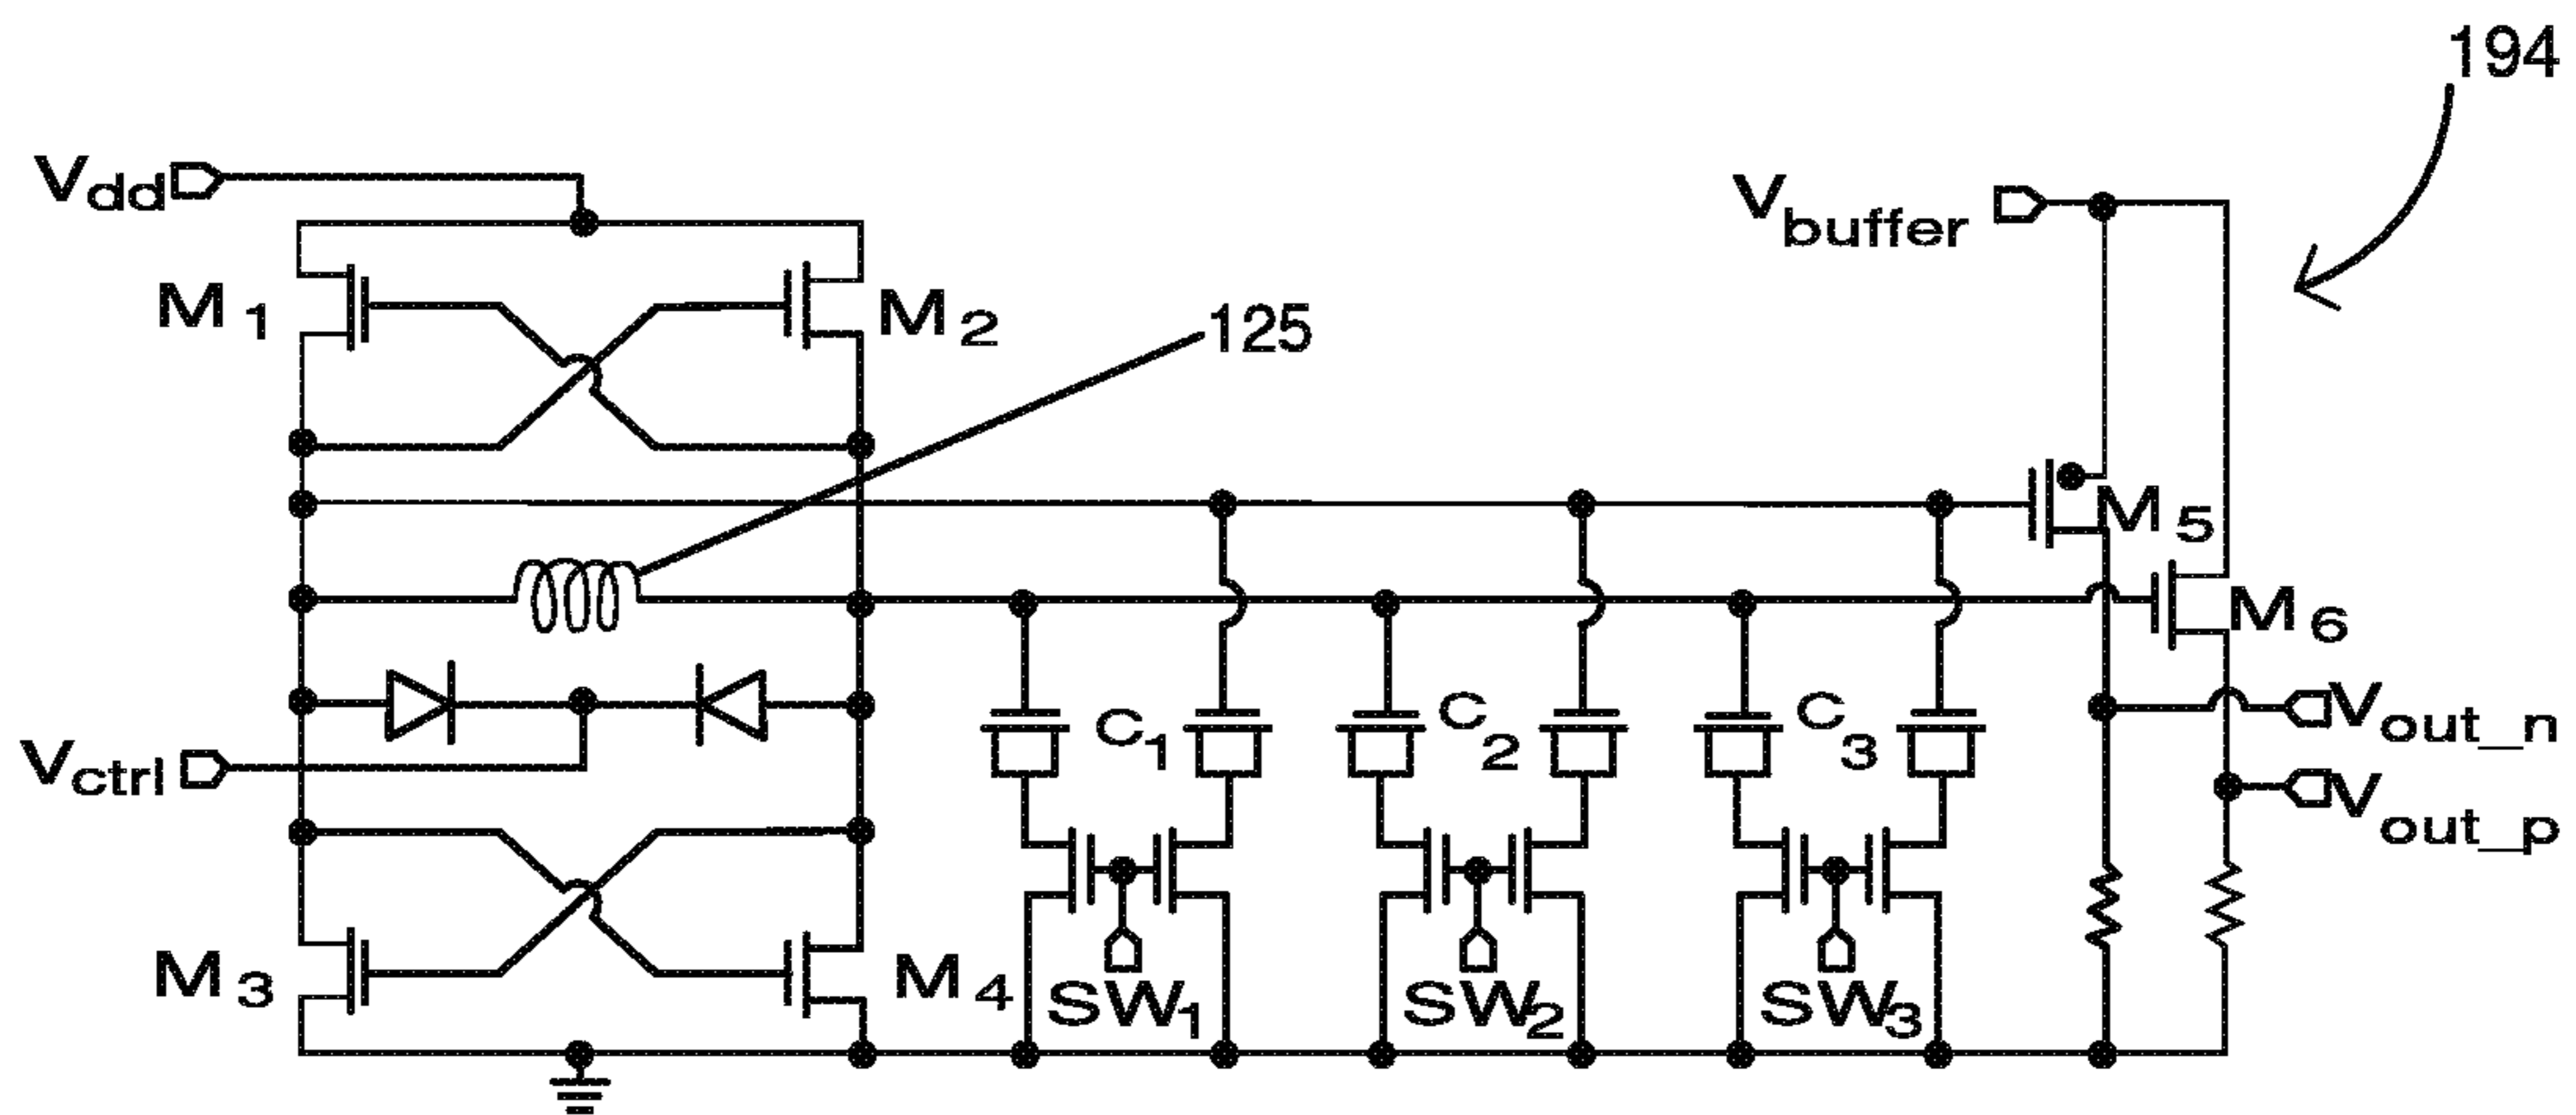 194
Vdd
Vbuffer
M1
M2
125
M5
M6
C1
C2
C3
Vout_n
Vctrl
Vout_p
M3
M4
SW1
SW2
SW3